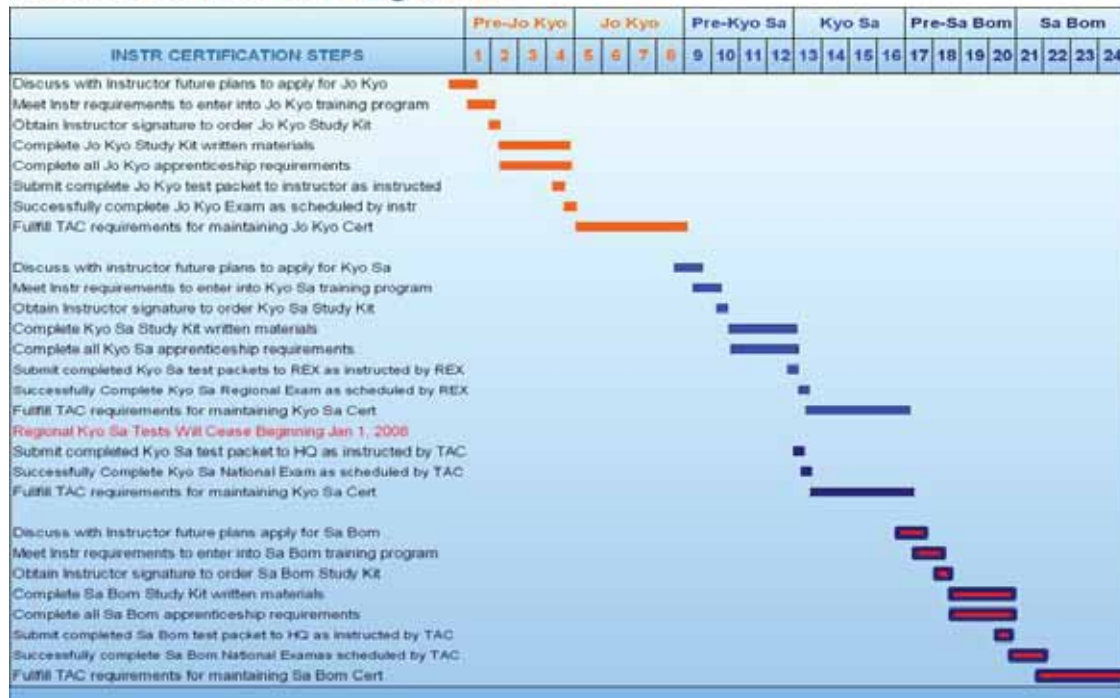 Pre-Jo Kyo Jo Kyo Pre-Kyo Sa Kyo Sa Pre-Sa Bom Sa Bom
INSTR CERTIFICATION STEPS 1 2 3 4 5 6 7 8 9 10 11 12 13 14 15 16 17 18 19 20 21 22 23 24
Discuss with Instructor future plans to apply for Jo Kyo
Meet Instr requirements to enter into Jo Kyo training program
Obtain Instructor signature to order Jo Kyo Study Kit
Complete Jo Kyo Study Kit written materials
Complete all Jo Kyo apprenticeship requirements
Submit complete Jo Kyo test packet to instructor as instructed
Successfully complete Jo Kyo Exam as scheduled by instr
Fullfill TAC requirements for maintaining Jo Kyo Cert
Discuss with instructor future plans to apply for Kyo Sa
Meet Instr requirements to enter into Kyo Sa training program
Obtain Instructor signature to order Kyo Sa Study Kit
Complete Kyo Sa Study Kit written materials
Complete all Kyo Sa apprenticeship requirements
Submit completed Kyo Sa test packets to REX as instructed by REX
Successfully Complete Kyo Sa Regional Exam as scheduled by REX
Fullfill TAC requirements for maintaining Kyo Sa Cert
Regional Kyo Sa Tests Will Cease Beginning Jan 1, 2008
Submit completed Kyo Sa test packet to HQ as instructed by TAC
Successfully Complete Kyo Sa National Exam as scheduled by TAC
Fullfill TAC requirements for maintaining Kyo Sa Cert
Discuss with Instructor future plans apply for Sa Bom
Meet Instr requirements to enter into Sa Bom training program
Obtain Instructor signature to order Sa Bom Study Kit
Complete Sa Bom Study Kit written materials
Complete all Sa Bom apprenticeship requirements
Submit completed Sa Bom test packet to HQ as instructed by TAC
Successfully complete Sa Bom National Examas scheduled by TAC
Fullfill TAC requirements for maintaining Sa Bom Cert